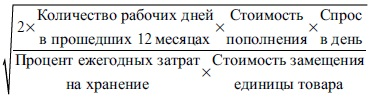 2×
Количество рабочих дней
в прошедших 12 месяцах
×
Стоимость
пополнения
×
Спрос
в день
Процент ежегодных затрат
на хранение
×
Стоимость замещения
единицы товара